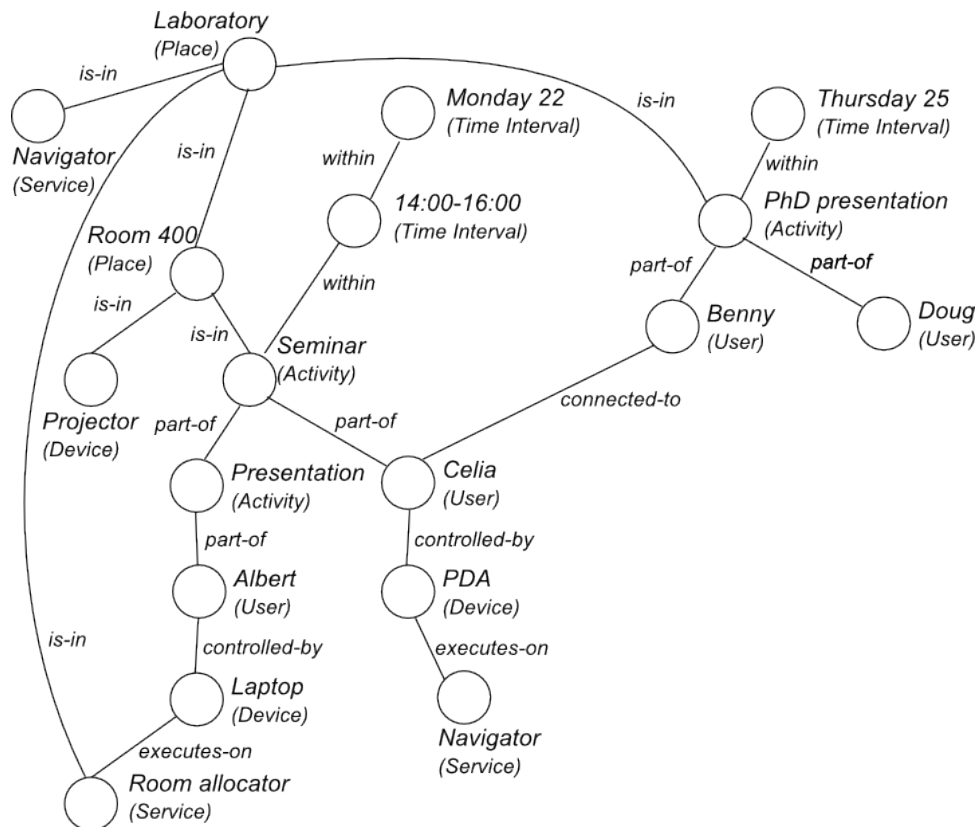 Laboratory
(Place)
is-in
is-in
Monday 22
(Time Interval)
Thursday 25
(Time Interval)
Navigator
(Service)
is-in
within
within
14:00-16:00
(Time Interval)
PhD presentation
(Activity)
Room 400
(Place)
within
part-of
part-of
is-in
is-in
Benny
(User)
Doug
(User)
Seminar
(Activity)
Projector
(Device)
connected-to
part-of
part-of
Presentation
(Activity)
Celia
(User)
part-of
controlled-by
Albert
(User)
PDA
(Device)
is-in
controlled-by
executes-on
Laptop
(Device)
Navigator
(Service)
executes-on
Room allocator
(Service)